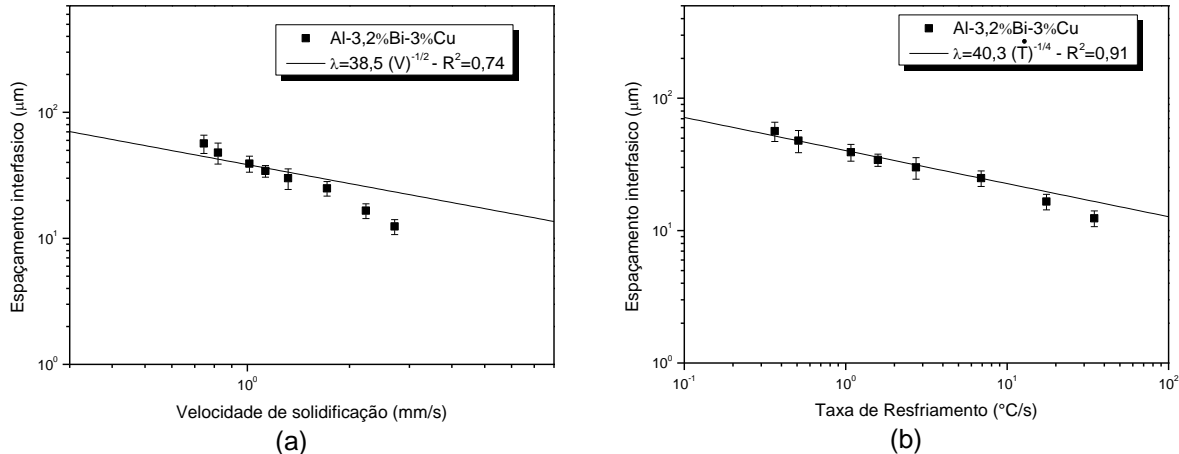 Al-3,2%Bi-3%Cu
λ=38,5 (V)-1/2 - R2=0,74
10²
10¹
10⁰
Espaçamento interfasico (μm)
10⁰
Velocidade de solidificação (mm/s)
(a)
Al-3,2%Bi-3%Cu
λ=40,3 (Ṫ)-1/4 - R2=0,91
10²
10¹
10⁰
Espaçamento interfasico (μm)
10⁻¹ 10⁰ 10¹ 10²
Taxa de Resfriamento (°C/s)
(b)